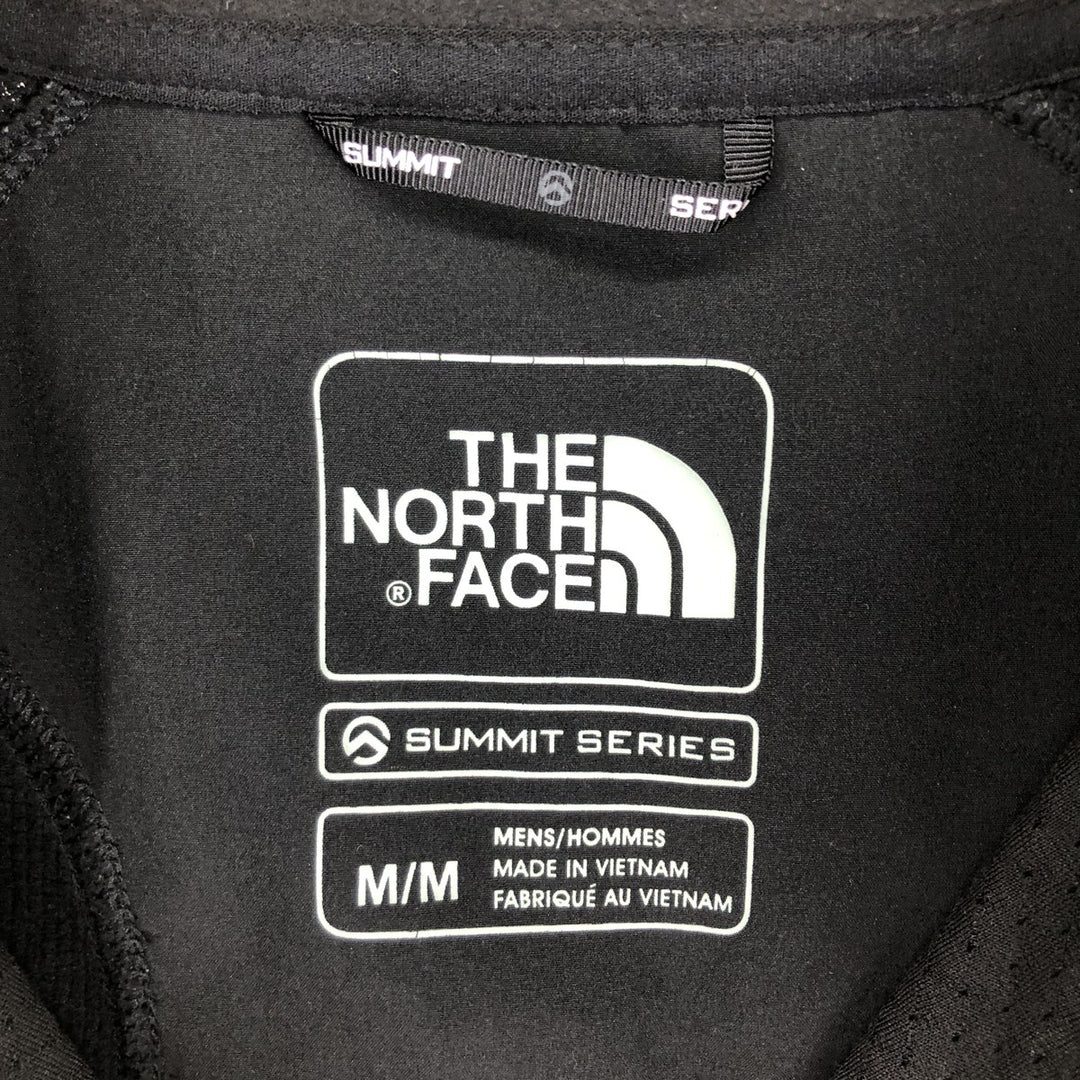 SUMMIT SER
THE
NORTH
® FACE
SUMMIT SERIES
M/M
MENS/HOMMES
MADE IN VIETNAM
FABRIQUÉ AU VIETNAM